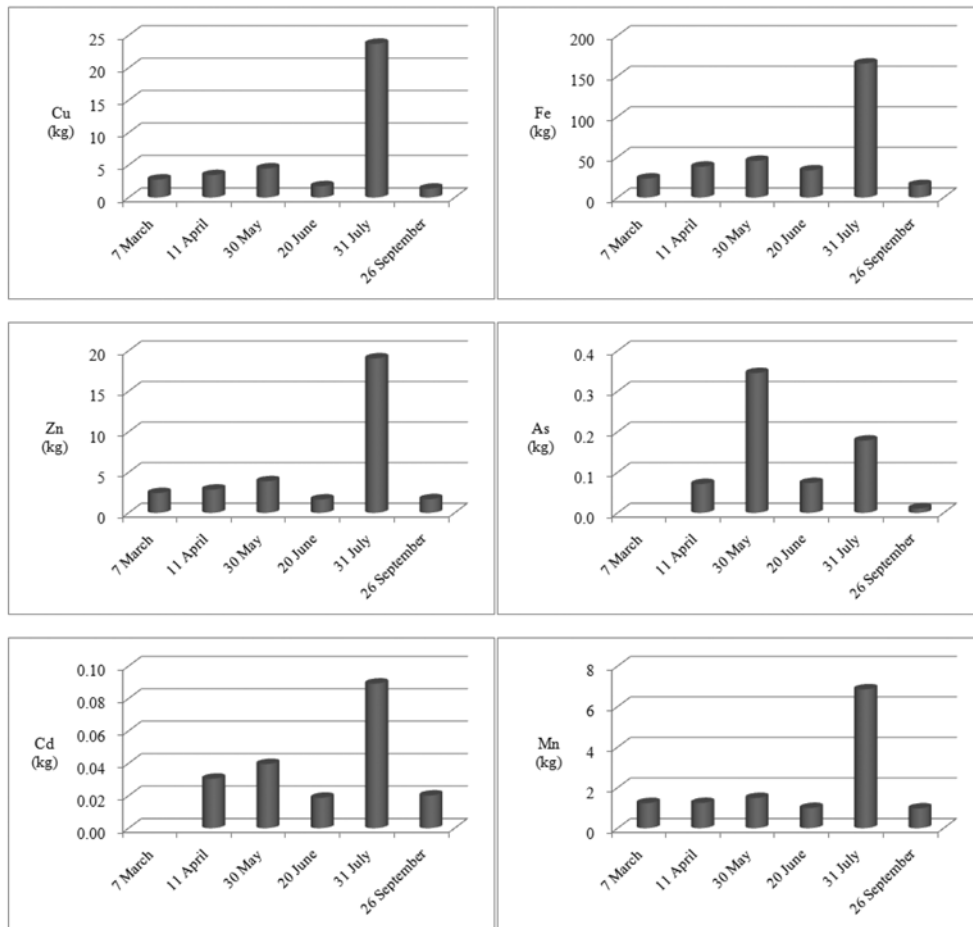 25
20
15
10
5
0
Cu
(kg)
7 March
11 April
30 May
20 June
31 July
26 September
200
150
100
50
0
Fe
(kg)
7 March
11 April
30 May
20 June
31 July
26 September
20
15
10
5
0
Zn
(kg)
7 March
11 April
30 May
20 June
31 July
26 September
0.4
0.3
0.2
0.1
0.0
As
(kg)
7 March
11 April
30 May
20 June
31 July
26 September
0.10
0.08
0.06
0.04
0.02
0.00
Cd
(kg)
7 March
11 April
30 May
20 June
31 July
26 September
8
6
4
2
0
Mn
(kg)
7 March
11 April
30 May
20 June
31 July
26 September